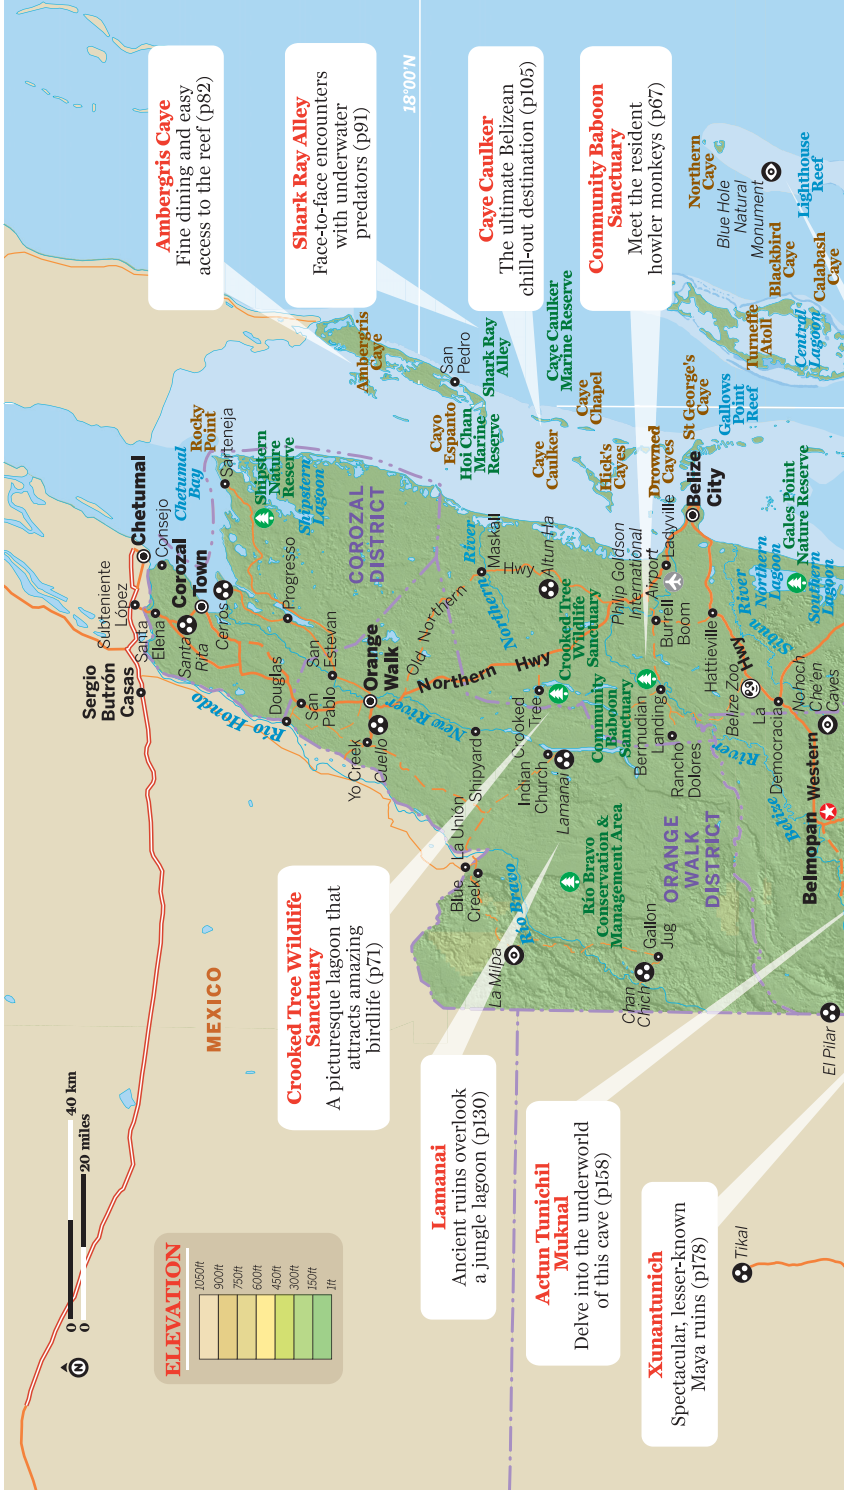 0
40 km
0
20 miles
N
ELEVATION
1050ft
900ft
750ft
600ft
450ft
300ft
150ft
1ft
Crooked Tree Wildlife
Sanctuary
A picturesque lagoon that
attracts amazing
birdlife (p71)
Lamanai
Ancient ruins overlook
a jungle lagoon (p130)
Actun Tunichil
Muknal
Delve into the underworld
of this cave (p158)
Xunantunich
Spectacular, lesser-known
Maya ruins (p178)
Ambergris Caye
Fine dining and easy
access to the reef (p82)
Shark Ray Alley
Face-to-face encounters
with underwater
predators (p91)
Caye Caulker
The ultimate Belizean
chill-out destination (p105)
Community Baboon
Sanctuary
Meet the resident
howler monkeys (p67)
18°00'N
MEXICO
Tikal
El Pilar
Sergio
Butrón
Casas
Subteniente
López
Chetumal
Consejo
Santa
Elena
Corozal
Town
Santa
Rita
Cerros
Chetumal
Bay
Rocky
Point
Sarteneja
Shipstern
Nature
Reserve
Shipstern
Lagoon
Progresso
COROZAL
DISTRICT
Río Hondo
Douglas
San
Pablo
San
Estevan
Orange
Walk
Yo Creek
Cuello
New River
Shipyard
Old Northern
Hwy
Northern Hwy
Northern
River
Maskall
Altun Ha
Ambergris
Caye
San
Pedro
Shark Ray
Alley
Cayo
Espanto
Hoi Chan
Marine
Reserve
Caye
Caulker
Caye Caulker
Marine Reserve
Caye
Chapel
Hick's
Cayes
Drowned
Cayes
St George's
Caye
Gallows
Point
Reef
Turneffe
Atoll
Central
Lagoon
Blackbird
Caye
Calabash
Caye
Northern
Caye
Blue Hole
Natural
Monument
Lighthouse
Reef
Blue
Creek
La Unión
La Milpa
Río Bravo
Río Bravo
Conservation &
Management Area
Chan
Chich
Gallon
Jug
ORANGE
WALK
DISTRICT
Indian
Church
Lamanai
Crooked
Tree
Crooked Tree
Wildlife
Sanctuary
Community
Baboon
Sanctuary
Bermudian
Landing
Rancho
Dolores
Burrell
Boom
Philip Goldson
International
Airport
Ladyville
Belize
City
Hattieville
Belize Zoo
La
Democracia
Western
Hwy
Belmopan
Belize
River
Sibun
River
Nohoch
Che'en
Caves
Northern
Lagoon
Southern
Lagoon
Gales Point
Nature Reserve